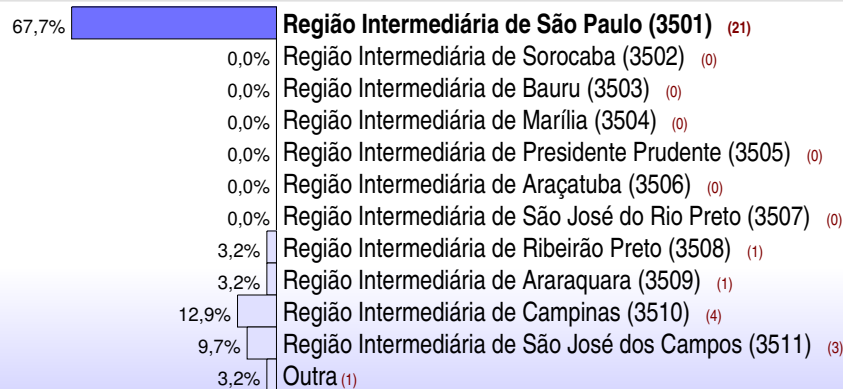 67,7% Região Intermediária de São Paulo (3501) (21)
0,0% Região Intermediária de Sorocaba (3502) (0)
0,0% Região Intermediária de Bauru (3503) (0)
0,0% Região Intermediária de Marília (3504) (0)
0,0% Região Intermediária de Presidente Prudente (3505) (0)
0,0% Região Intermediária de Araçatuba (3506) (0)
0,0% Região Intermediária de São José do Rio Preto (3507) (0)
3,2% Região Intermediária de Ribeirão Preto (3508) (1)
3,2% Região Intermediária de Araraquara (3509) (1)
12,9% Região Intermediária de Campinas (3510) (4)
9,7% Região Intermediária de São José dos Campos (3511) (3)
3,2% Outra (1)